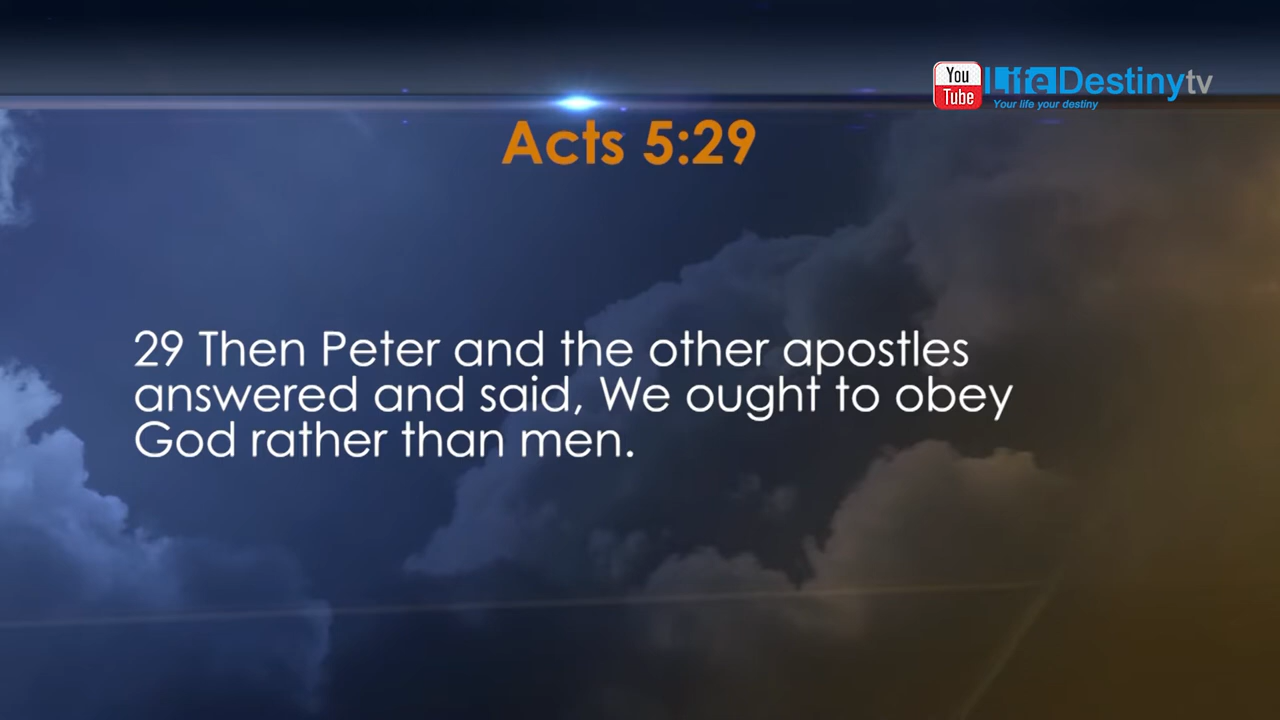 You
Tube
LifeDestinytv
Your life your destiny
Acts 5:29
29 Then Peter and the other apostles
answered and said, We ought to obey
God rather than men.